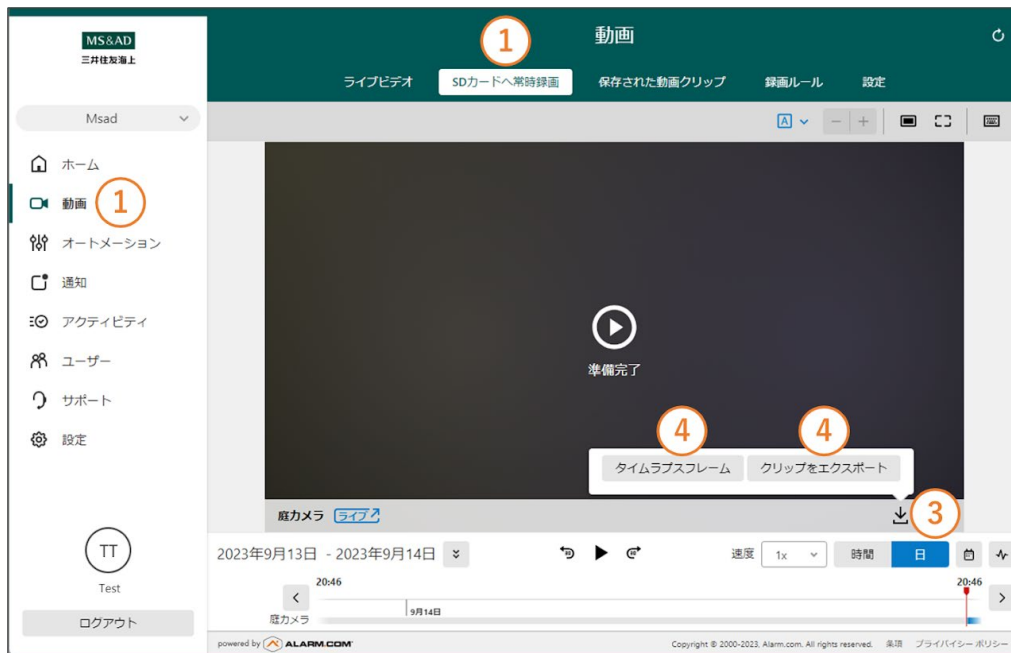 MS&AD
三井住友海上
動画
1
ライブビデオ
SDカードへ常時録画
保存された動画クリップ
録画ルール
設定
Msad
A
ホーム
動画
1
オートメーション
通知
アクティビティ
ユーザー
サポート
設定
準備完了
4
4
タイムラプスフレーム
クリップをエクスポート
庭カメラ
ライブ
3
TT
Test
ログアウト
2023年9月13日 - 2023年9月14日
速度
1x
時間
日
20:46
20:46
9月14日
庭カメラ
powered by ALARM.COM
Copyright © 2000-2023, Alarm.com. All rights reserved.
条項
プライバシーポリシー